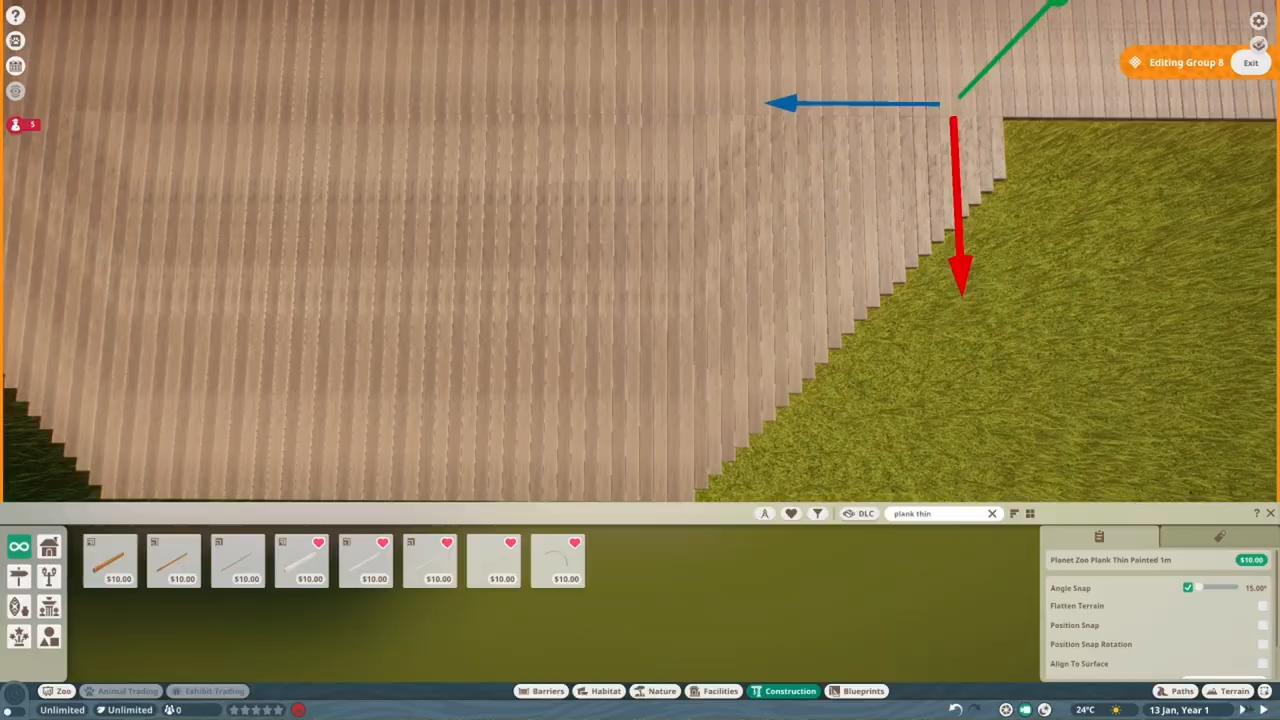 ?
Editing Group 8
Exit
5
DLC
plank thin
?
$10.00
$10.00
$10.00
$10.00
$10.00
$10.00
$10.00
$10.00
Planet Zoo Plank Thin Painted 1m
$10.00
Angle Snap
15.00°
Flatten Terrain
Position Snap
Position Snap Rotation
Align To Surface
Zoo
Animal Trading
Exhibit Trading
Barriers
Habitat
Nature
Facilities
Construction
Blueprints
Paths
Terrain
Unlimited
Unlimited
0
24°C
13 Jan, Year 1